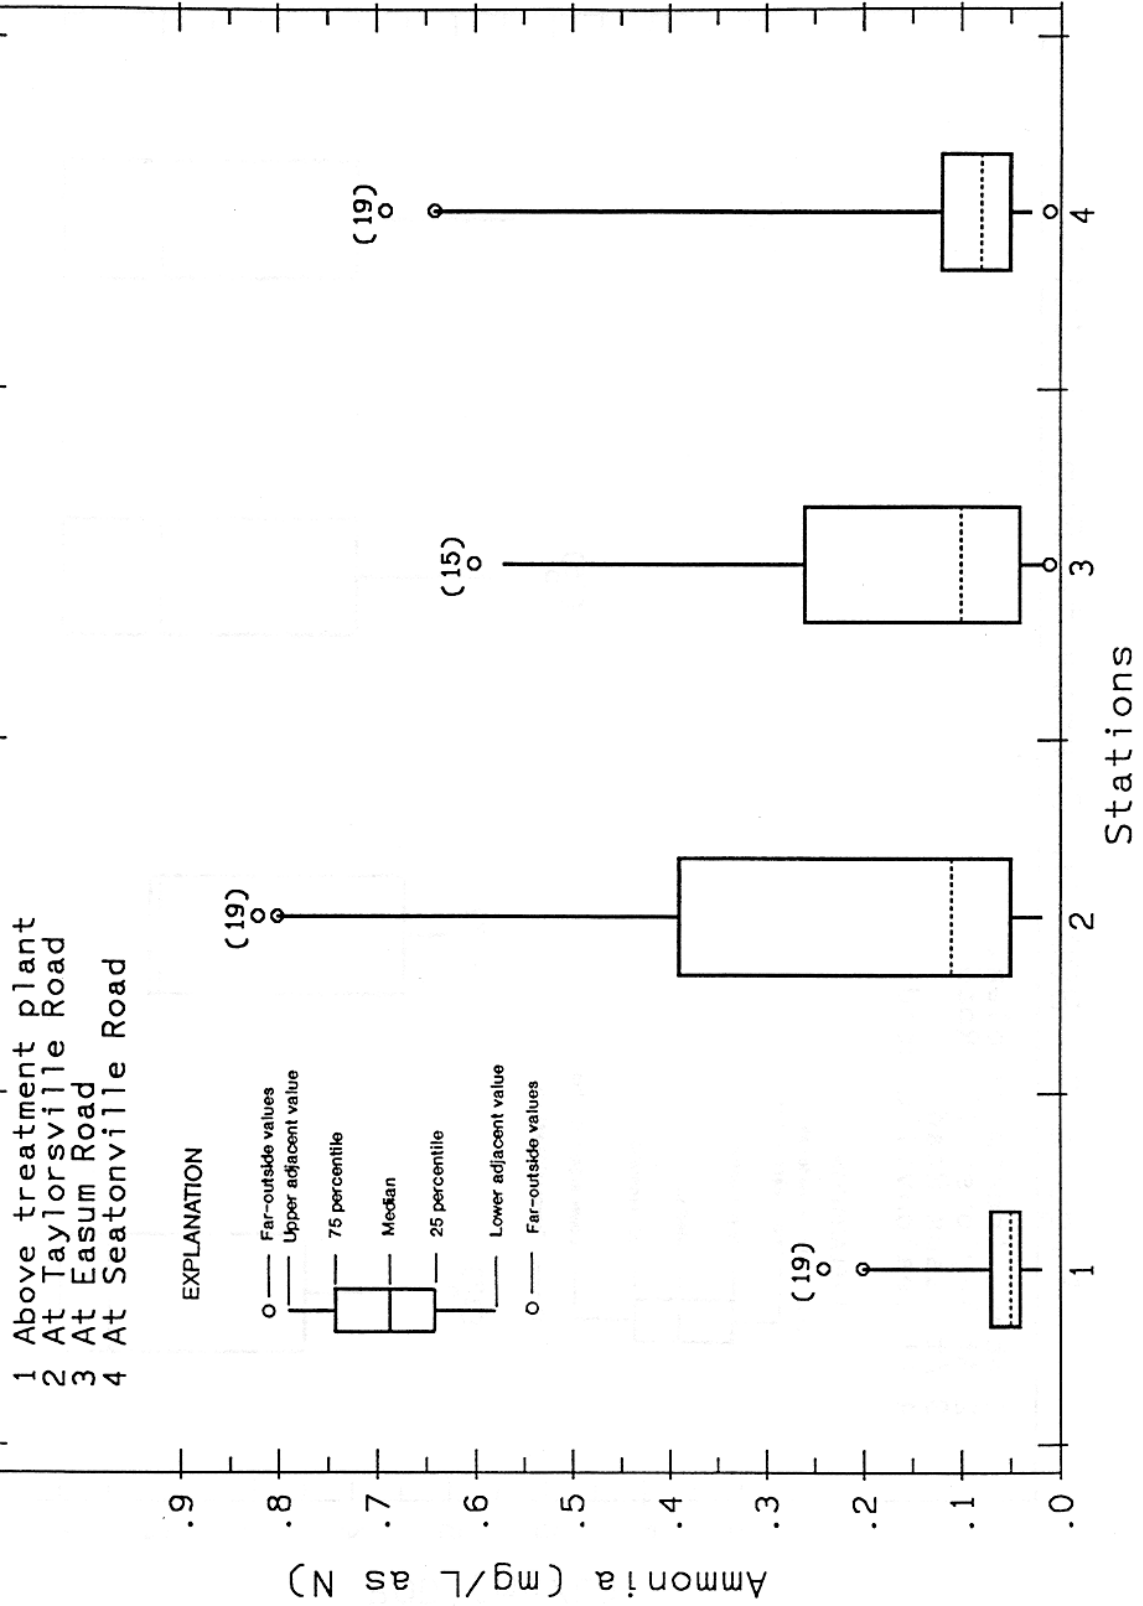 1 Above treatment plant
2 At Taylorsville Road
3 At Easum Road
4 At Seatonville Road
EXPLANATION
Far-outside values
Upper adjacent value
75 percentile
Median
25 percentile
Lower adjacent value
Far-outside values
(19)
(19)
(15)
(19)
Ammonia (mg/L as N)
.9
.8
.7
.6
.5
.4
.3
.2
.1
.0
1
2
3
4
Stations